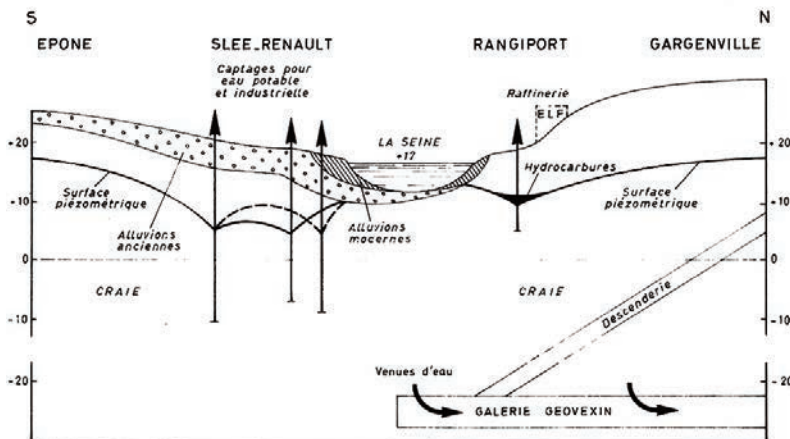 S N
EPONE SLEE_RENAULT RANGIPORT GARGENVILLE
Captages pour
eau potable
et industrielle
Raffinerie
ELF
LA SEINE
+17
Hydrocarbures
Surface
piézométrique
Surface
piézométrique
Alluvions
anciennes
Alluvions
mocernes
+20 +20
+10 +10
0 0
CRAIE CRAIE
Descenderie
-10 -10
Venues d'eau
-20 -20
GALERIE GEOVEXIN